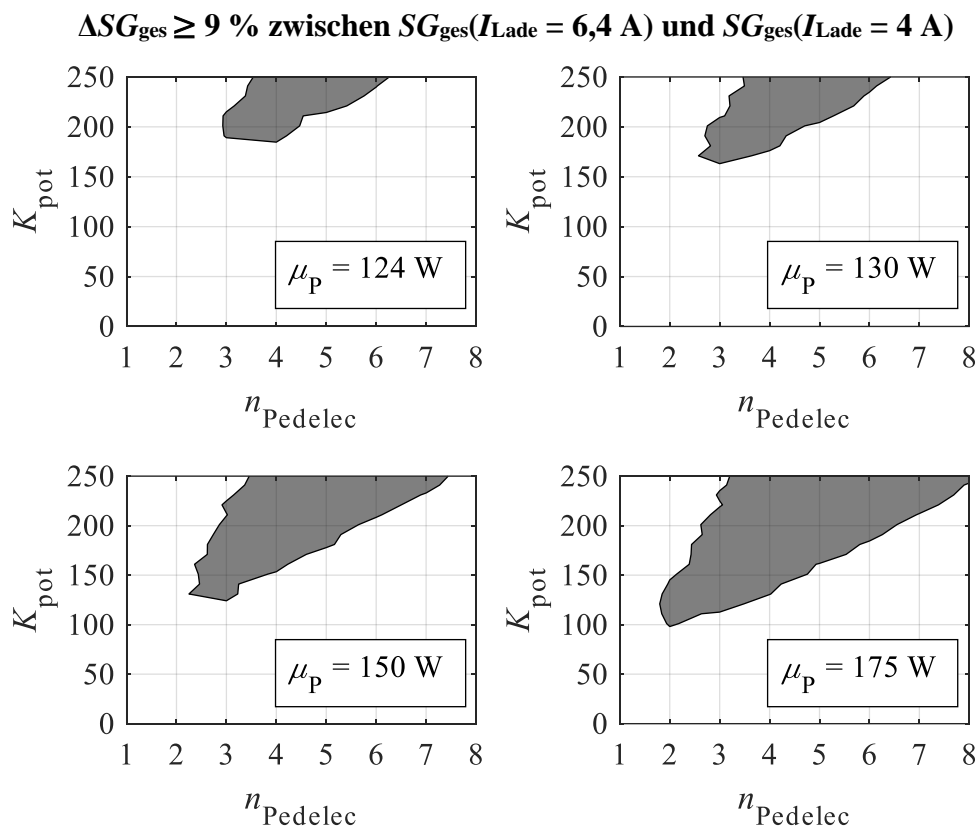 ΔSGges ≥ 9 % zwischen SGges(ILade = 6,4 A) und SGges(ILade = 4 A)
250
200
150
100
50
0
Kpot
μP = 124 W
1 2 3 4 5 6 7 8
nPedelec
250
200
150
100
50
0
Kpot
μP = 130 W
1 2 3 4 5 6 7 8
nPedelec
250
200
150
100
50
0
Kpot
μP = 150 W
1 2 3 4 5 6 7 8
nPedelec
250
200
150
100
50
0
Kpot
μP = 175 W
1 2 3 4 5 6 7 8
nPedelec